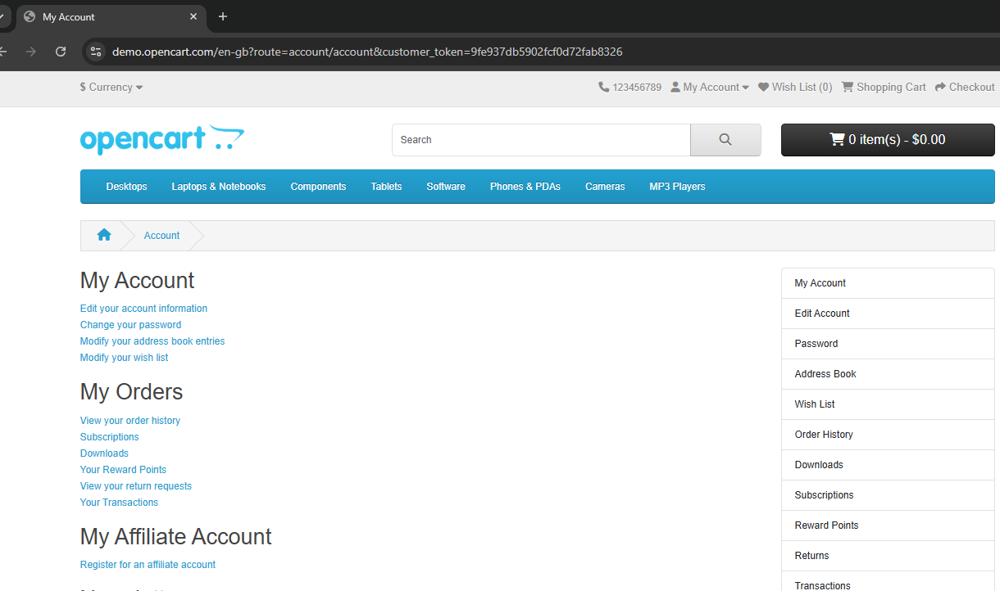 My Account
demo.opencart.com/en-gb?route=account/account&customer_token=9fe937db5902fcf0d72fab8326
$ Currency
123456789 My Account Wish List (0) Shopping Cart Checkout
opencart
Search
0 item(s) - $0.00
Desktops Laptops & Notebooks Components Tablets Software Phones & PDAs Cameras MP3 Players
Account
My Account
Edit your account information
Change your password
Modify your address book entries
Modify your wish list
My Orders
View your order history
Subscriptions
Downloads
Your Reward Points
View your return requests
Your Transactions
My Affiliate Account
Register for an affiliate account
My Account
Edit Account
Password
Address Book
Wish List
Order History
Downloads
Subscriptions
Reward Points
Returns
Transactions